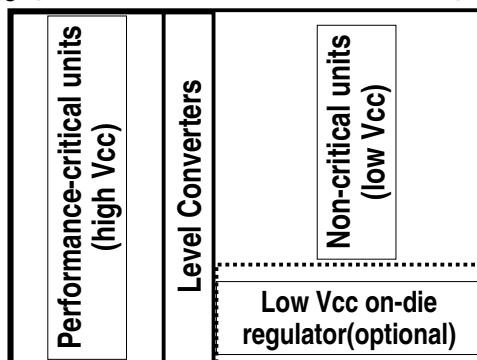 Performance-critical units
(high Vcc)
Level Converters
Non-critical units
(low Vcc)
Low Vcc on-die
regulator(optional)